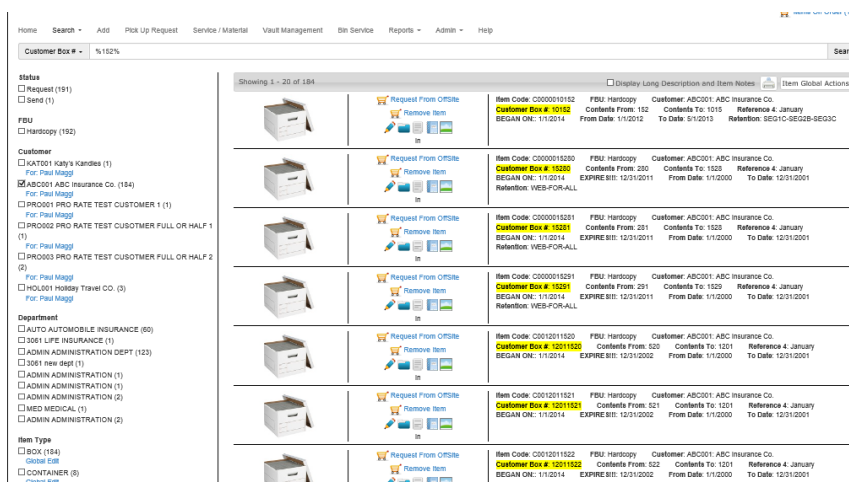 Items On Order (
Home Search Add Pick Up Request Service / Material Vault Management Bin Service Reports Admin Help
Customer Box # %152% Sear
Status
Request (191)
Send (1)
FBU
Hardcopy (192)
Customer
KAT001 Katy's Kandles (1)
For: Paul Maggi
ABC001 ABC Insurance Co. (184)
For: Paul Maggi
PRO001 PRO RATE TEST CUSTOMER 1 (1)
For: Paul Maggi
PRO002 PRO RATE TEST CUSOTMER FULL OR HALF 1
(1)
For: Paul Maggi
PRO003 PRO RATE TEST CUSOTMER FULL OR HALF 2
(2)
For: Paul Maggi
HOL001 Holiday Travel CO. (3)
For: Paul Maggi
Department
AUTO AUTOMOBILE INSURANCE (60)
3061 LIFE INSURANCE (1)
ADMIN ADMINISTRATION DEPT (123)
3061 new dept (1)
ADMIN ADMINISTRATION (1)
ADMIN ADMINISTRATION (1)
ADMIN ADMINISTRATION (2)
MED MEDICAL (1)
ADMIN ADMINISTRATION (2)
Item Type
BOX (184)
Global Edit
CONTAINER (8)
Global Edit
Showing 1 - 20 of 184 Display Long Description and Item Notes Item Global Actions
Request From OffSite
Remove Item
In
Item Code: C0000010152 FBU: Hardcopy Customer: ABC001: ABC Insurance Co.
Customer Box #: 10152 Contents From: 152 Contents To: 1015 Reference 4: January
BEGAN ON:: 1/1/2014 From Date: 1/1/2012 To Date: 5/1/2013 Retention: SEG1C-SEG2B-SEG3C
Request From OffSite
Remove Item
In
Item Code: C0000015280 FBU: Hardcopy Customer: ABC001: ABC Insurance Co.
Customer Box #: 15280 Contents From: 280 Contents To: 1528 Reference 4: January
BEGAN ON:: 1/1/2014 EXPIRES!!!: 12/31/2011 From Date: 1/1/2000 To Date: 12/31/2001
Retention: WEB-FOR-ALL
Request From OffSite
Remove Item
In
Item Code: C0000015281 FBU: Hardcopy Customer: ABC001: ABC Insurance Co.
Customer Box #: 15281 Contents From: 281 Contents To: 1528 Reference 4: January
BEGAN ON:: 1/1/2014 EXPIRES!!!: 12/31/2011 From Date: 1/1/2000 To Date: 12/31/2001
Retention: WEB-FOR-ALL
Request From OffSite
Remove Item
In
Item Code: C0000015291 FBU: Hardcopy Customer: ABC001: ABC Insurance Co.
Customer Box #: 15291 Contents From: 291 Contents To: 1529 Reference 4: January
BEGAN ON:: 1/1/2014 EXPIRES!!!: 12/31/2011 From Date: 1/1/2000 To Date: 12/31/2001
Retention: WEB-FOR-ALL
Request From OffSite
Remove Item
In
Item Code: C0012011520 FBU: Hardcopy Customer: ABC001: ABC Insurance Co.
Customer Box #: 12011520 Contents From: 520 Contents To: 1201 Reference 4: January
BEGAN ON:: 1/1/2014 EXPIRES!!!: 12/31/2002 From Date: 1/1/2000 To Date: 12/31/2001
Request From OffSite
Remove Item
In
Item Code: C0012011521 FBU: Hardcopy Customer: ABC001: ABC Insurance Co.
Customer Box #: 12011521 Contents From: 521 Contents To: 1201 Reference 4: January
BEGAN ON:: 1/1/2014 EXPIRES!!!: 12/31/2002 From Date: 1/1/2000 To Date: 12/31/2001
Request From OffSite
Remove Item
Item Code: C0012011522 FBU: Hardcopy Customer: ABC001: ABC Insurance Co.
Customer Box #: 12011522 Contents From: 522 Contents To: 1201 Reference 4: January
BEGAN ON:: 1/1/2014 EXPIRES!!!: 12/31/2002 From Date: 1/1/2000 To Date: 12/31/2001